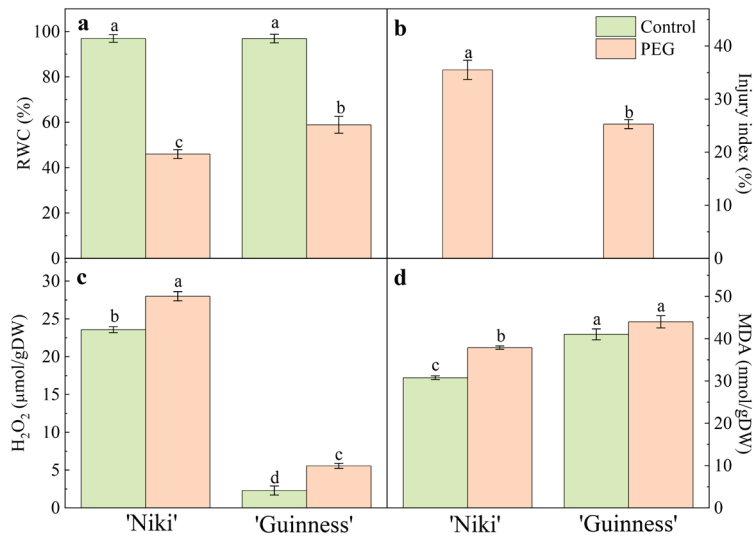 a
RWC (%)
100
80
60
40
20
0
a
c
a
b
b
Control
PEG
a
b
Injury index (%)
40
30
20
10
0
c
H₂O₂ (μmol/gDW)
30
25
20
15
10
5
0
b
a
d
c
'Niki'
'Guinness'
d
c
b
a
a
MDA (nmol/gDW)
50
40
30
20
10
0
'Niki'
'Guinness'